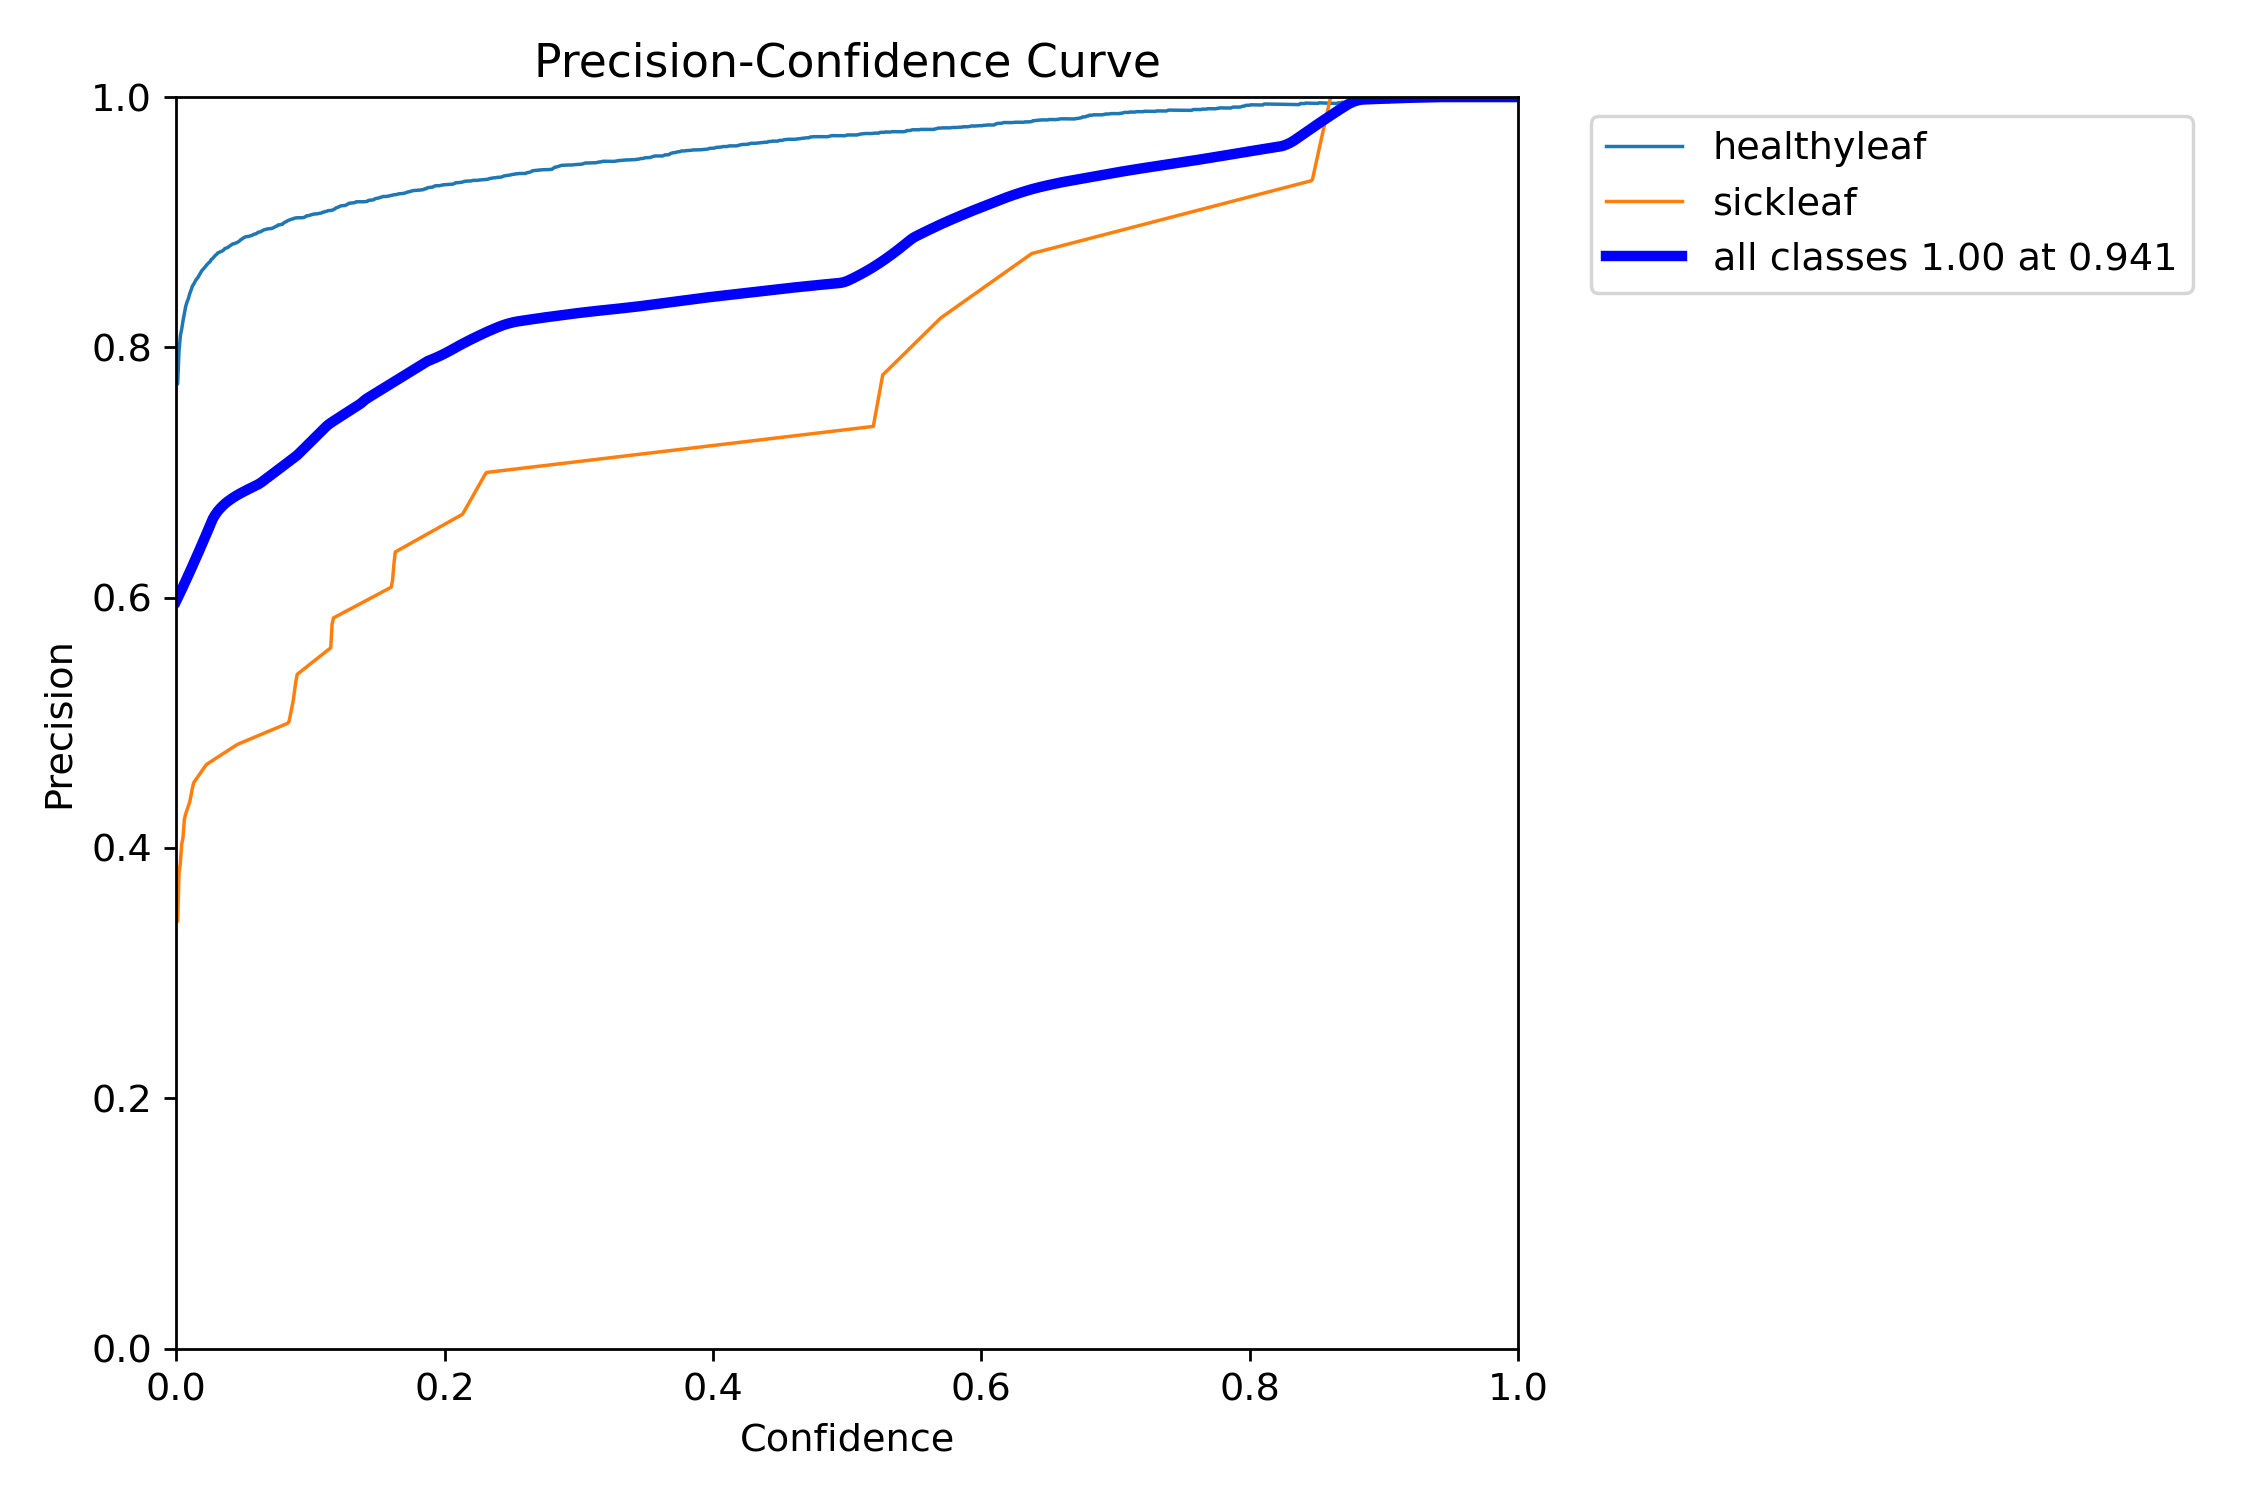 Precision-Confidence Curve
1.0
0.8
0.6
0.4
0.2
0.0
Precision
0.0 0.2 0.4 0.6 0.8 1.0
Confidence
healthyleaf
sickleaf
all classes 1.00 at 0.941